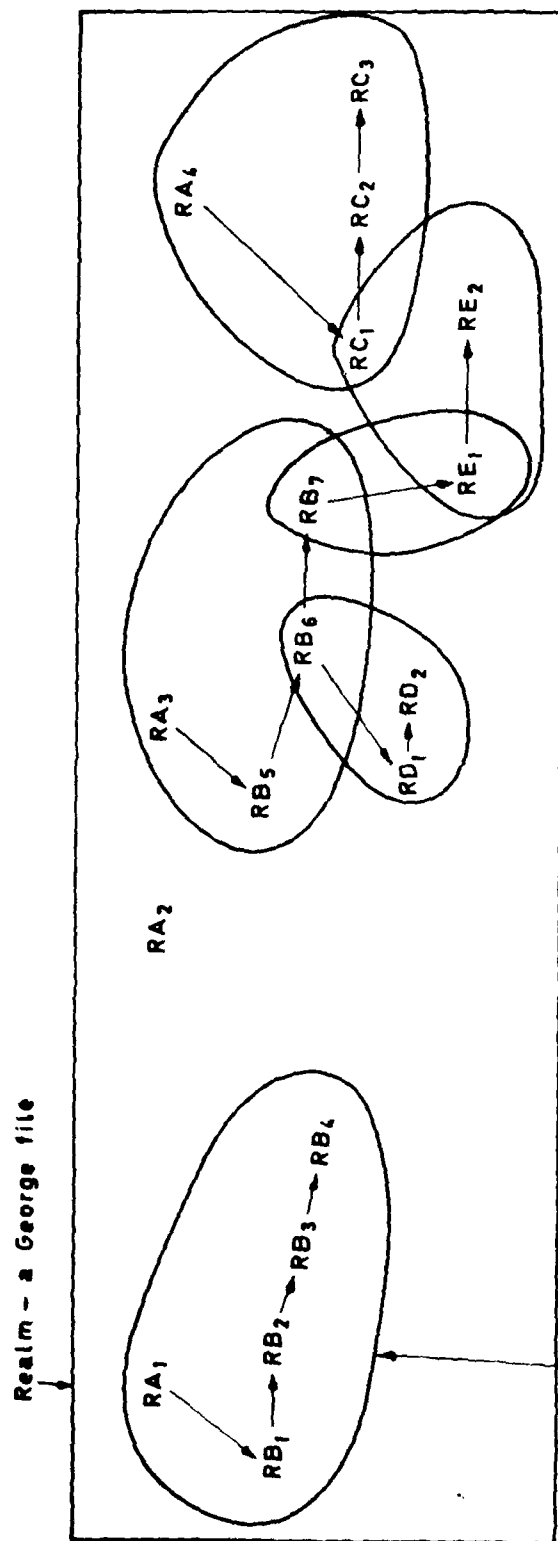 Realm – a George file
RA1
RB1
RB2
RB3
RB4
RA2
RA3
RB5
RB6
RB7
RD1
RD2
RE1
RE2
RA4
RC1
RC2
RC3